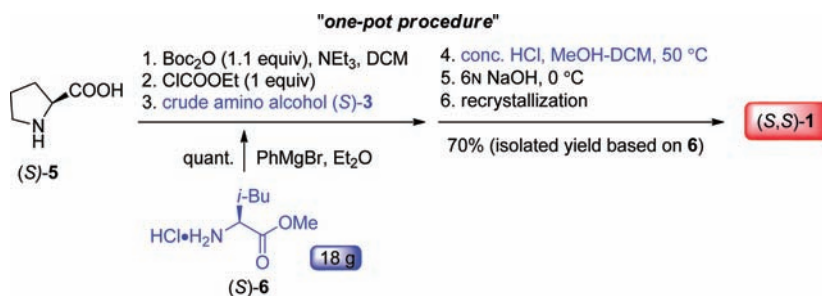 "one-pot procedure"
1. Boc2O (1.1 equiv), NEt3, DCM
2. ClCOOEt (1 equiv)
3. crude amino alcohol (S)-3
4. conc. HCl, MeOH-DCM, 50 °C
5. 6N NaOH, 0 °C
6. recrystallization
COOH
N
H
(S)-5
(S,S)-1
70% (isolated yield based on 6)
quant.
PhMgBr, Et2O
i-Bu
OMe
HCl•H2N
O
18 g
(S)-6